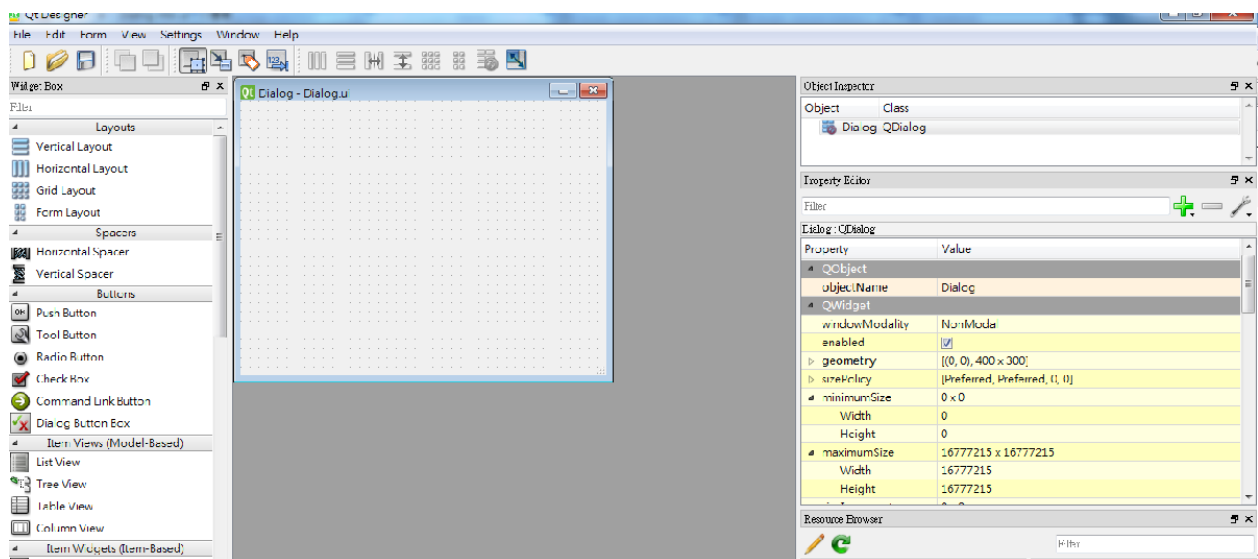 Qt Designer
File Edit Form View Settings Window Help
Widget Box
Filter
Layouts
Vertical Layout
Horizontal Layout
Grid Layout
Form Layout
Spacers
Horizontal Spacer
Vertical Spacer
Buttons
Push Button
Tool Button
Radio Button
Check Box
Command Link Button
Dialog Button Box
Item Views (Model-Based)
List View
Tree View
Table View
Column View
Item Widgets (Item-Based)
Dialog - Dialog.u
Object Inspector
Object Class
Dialog QDialog
Property Editor
Filter
Dialog : QDialog
Property Value
QObject
objectName Dialog
QWidget
windowModality NonModal
enabled
geometry [(0, 0), 400 x 300]
sizePolicy [Preferred, Preferred, 0, 0]
minimumSize 0 x 0
Width 0
Height 0
maximumSize 16777215 x 16777215
Width 16777215
Height 16777215
Resource Browser
Filter